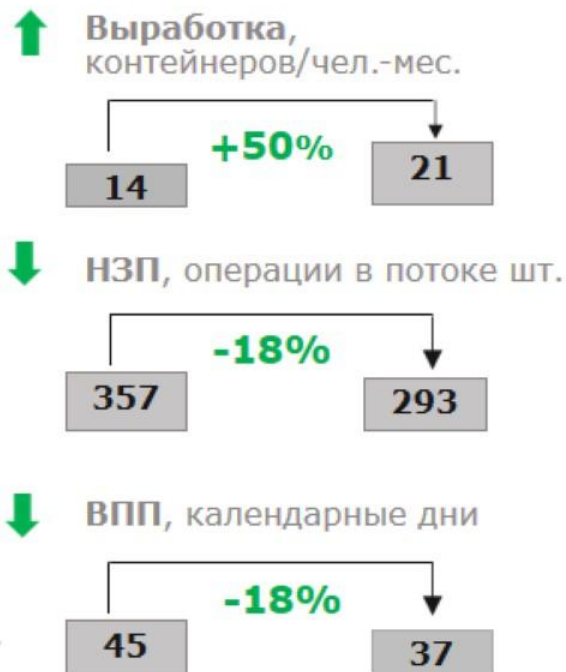 Выработка,
контейнеров/чел.-мес.
+50%
14
21
НЗП, операции в потоке шт.
-18%
357
293
ВПП, календарные дни
-18%
45
37